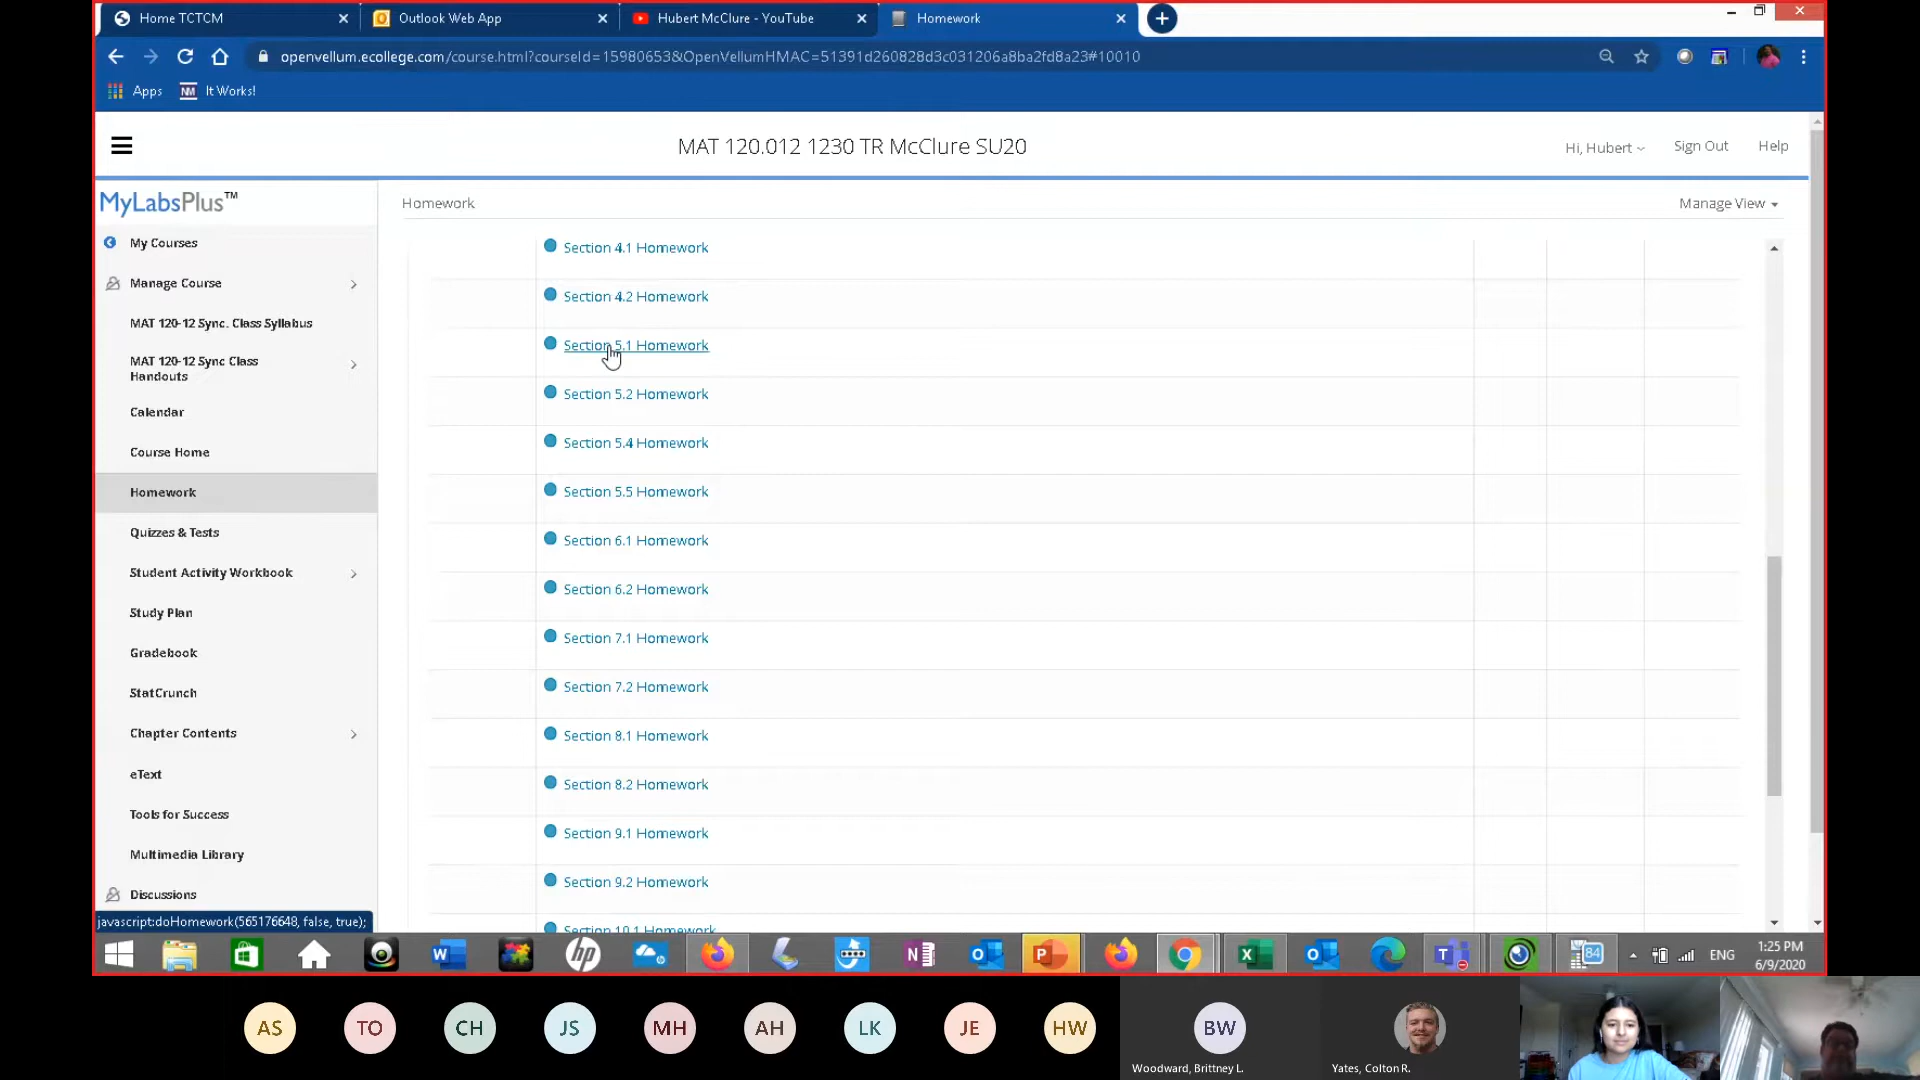 Home TCTCM
Outlook Web App
Hubert McClure - YouTube
Homework
openvellum.ecollege.com/course.html?courseId=15980653&OpenVellumHMAC=51391d260828d3c031206a8ba2fd8a23#10010
Apps
NM It Works!
MAT 120.012 1230 TR McClure SU20
Hi, Hubert
Sign Out
Help
MyLabsPlus™
Homework
Manage View
My Courses
Manage Course
MAT 120-12 Sync. Class Syllabus
MAT 120-12 Sync Class
Handouts
Calendar
Course Home
Homework
Quizzes & Tests
Student Activity Workbook
Study Plan
Gradebook
StatCrunch
Chapter Contents
eText
Tools for Success
Multimedia Library
Discussions
Section 4.1 Homework
Section 4.2 Homework
Section 5.1 Homework
Section 5.2 Homework
Section 5.4 Homework
Section 5.5 Homework
Section 6.1 Homework
Section 6.2 Homework
Section 7.1 Homework
Section 7.2 Homework
Section 8.1 Homework
Section 8.2 Homework
Section 9.1 Homework
Section 9.2 Homework
Section 10.1 Homework
javascript:doHomework(565176648, false, true);
84
ENG
1:25 PM
6/9/2020
AS
TO
CH
JS
MH
AH
LK
JE
HW
BW
Woodward, Brittney L.
Yates, Colton R.